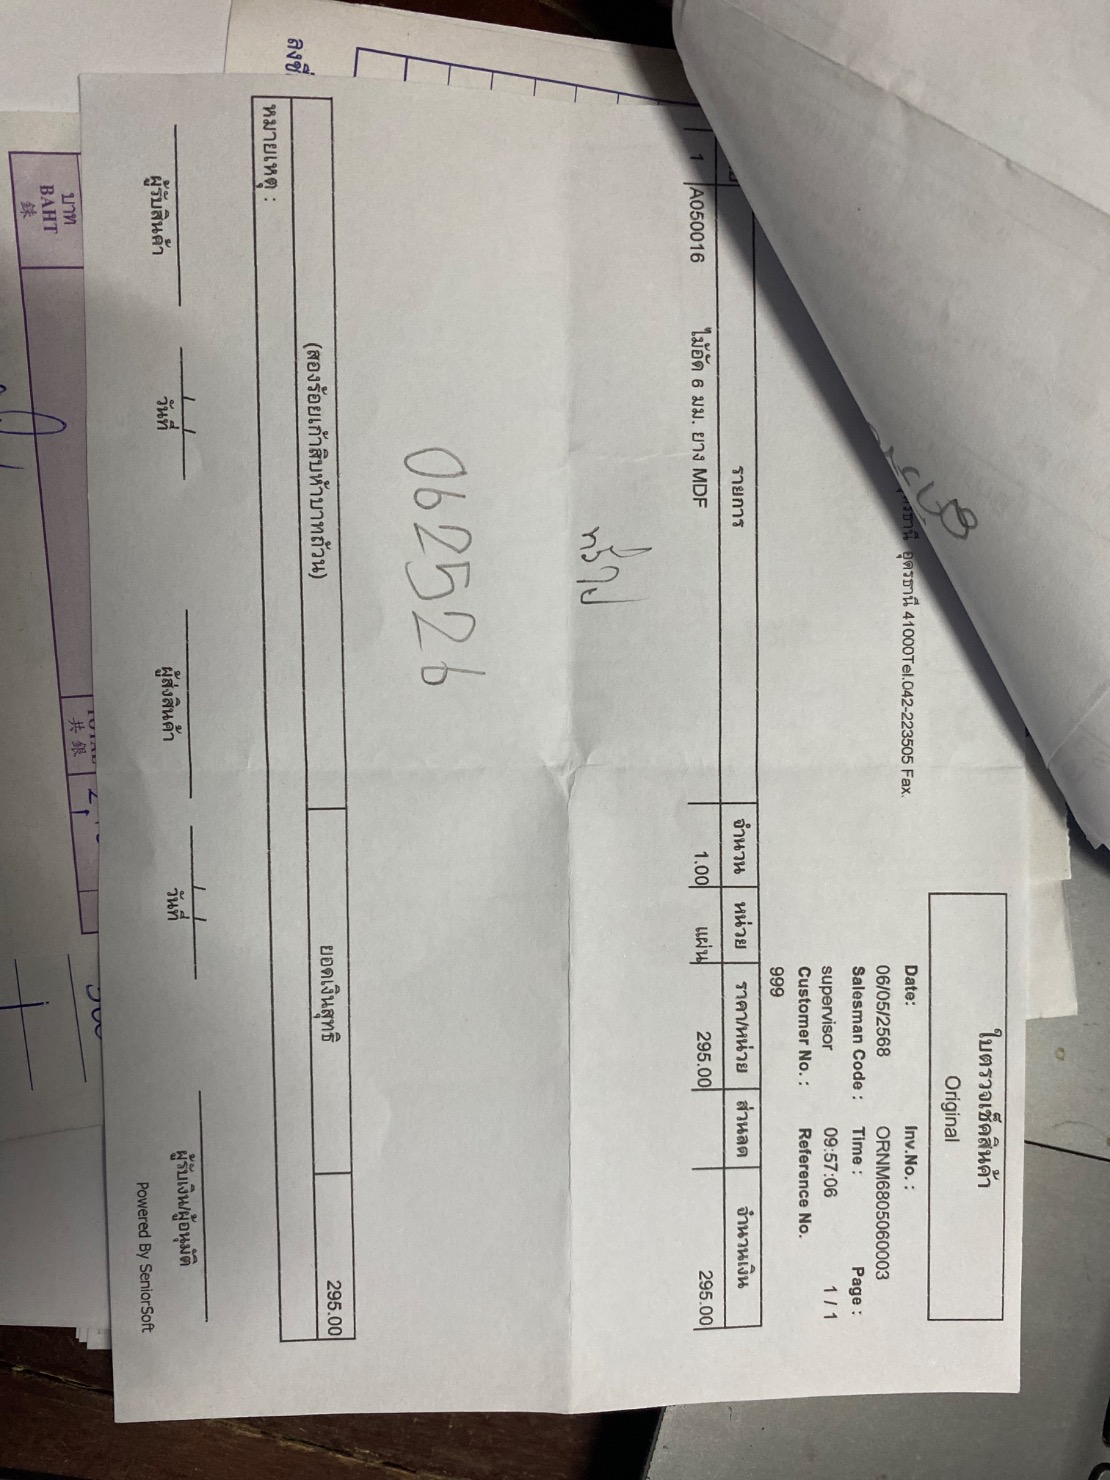 ใบตรวจเช็คสินค้า
Original
อุดรธานี 41000Tel.042-223505 Fax.
Date: Inv.No. :
06/05/2568 ORNM6805060003
Salesman Code : Time : Page :
supervisor 09:57:06 1 / 1
Customer No. : Reference No.
999
รายการ จำนวน หน่วย ราคา/หน่วย ส่วนลด จำนวนเงิน
1 A050016 ไม้อัด 6 มม. ยาง MDF 1.00 แผ่น 295.00 295.00
062526
(สองร้อยเก้าสิบห้าบาทถ้วน) ยอดเงินสุทธิ 295.00
หมายเหตุ :
ผู้รับสินค้า วันที่ ผู้ส่งสินค้า วันที่ ผู้รับเงิน/ผู้อนุมัติ
Powered By SeniorSoft
บาท
BAHT
銖
TOTAL
共銀